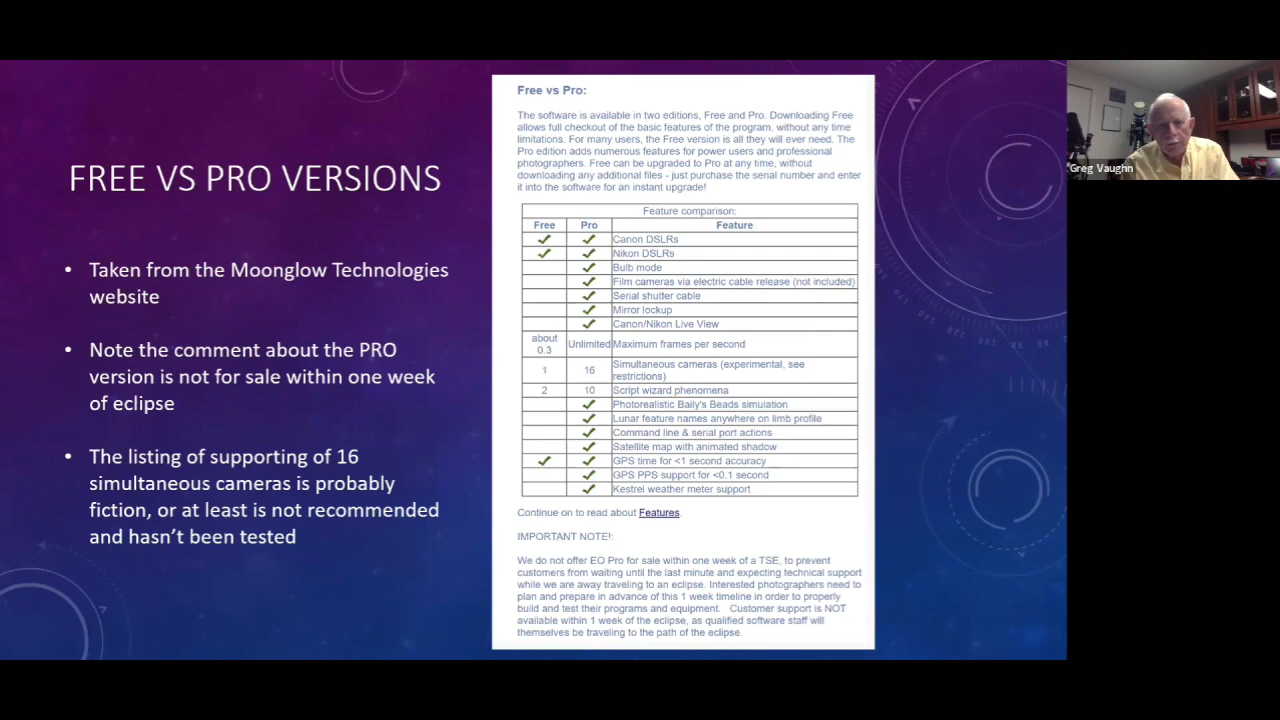 FREE VS PRO VERSIONS
• Taken from the Moonglow Technologies
website
• Note the comment about the PRO
version is not for sale within one week
of eclipse
• The listing of supporting of 16
simultaneous cameras is probably
fiction, or at least is not recommended
and hasn't been tested
Free vs Pro:
The software is available in two editions, Free and Pro. Downloading Free
allows full checkout of the basic features of the program, without any time
limitations. For many users, the Free version is all they will ever need. The
Pro edition adds numerous features for power users and professional
photographers. Free can be upgraded to Pro at any time, without
downloading any additional files - just purchase the serial number and enter
it into the software for an instant upgrade!
Feature comparison:
Free Pro Feature
✓ ✓ Canon DSLRs
✓ ✓ Nikon DSLRs
✓ Bulb mode
✓ Film cameras via electric cable release (not included)
✓ Serial shutter cable
✓ Mirror lockup
✓ Canon/Nikon Live View
about
0.3 Unlimited Maximum frames per second
1 16 Simultaneous cameras (experimental, see
restrictions)
2 10 Script wizard phenomena
✓ Photorealistic Baily's Beads simulation
✓ Lunar feature names anywhere on limb profile
✓ Command line & serial port actions
✓ Satellite map with animated shadow
✓ ✓ GPS time for <1 second accuracy
✓ GPS PPS support for <0.1 second
✓ Kestrel weather meter support
Continue on to read about Features.
IMPORTANT NOTE!:
We do not offer EO Pro for sale within one week of a TSE, to prevent
customers from waiting until the last minute and expecting technical support
while we are away traveling to an eclipse. Interested photographers need to
plan and prepare in advance of this 1 week timeline in order to properly
build and test their programs and equipment. Customer support is NOT
available within 1 week of the eclipse, as qualified software staff will
themselves be traveling to the path of the eclipse.
Greg Vaughn